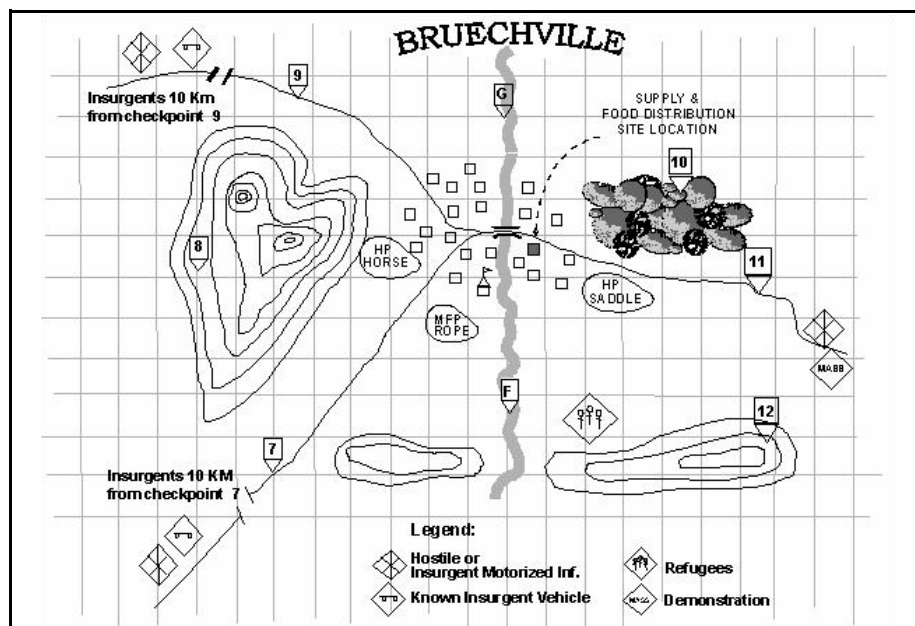 BRUECHVILLE
Insurgents 10 Km
from checkpoint 9
9
G
SUPPLY &
FOOD DISTRIBUTION
SITE LOCATION
10
8
HP
HORSE
11
HP
SADDLE
MFP
ROPE
MASS
F
12
7
Insurgents 10 KM
from checkpoint 7
Legend:
Hostile or
Insurgent Motorized Inf.
Refugees
Known Insurgent Vehicle
MASS
Demonstration